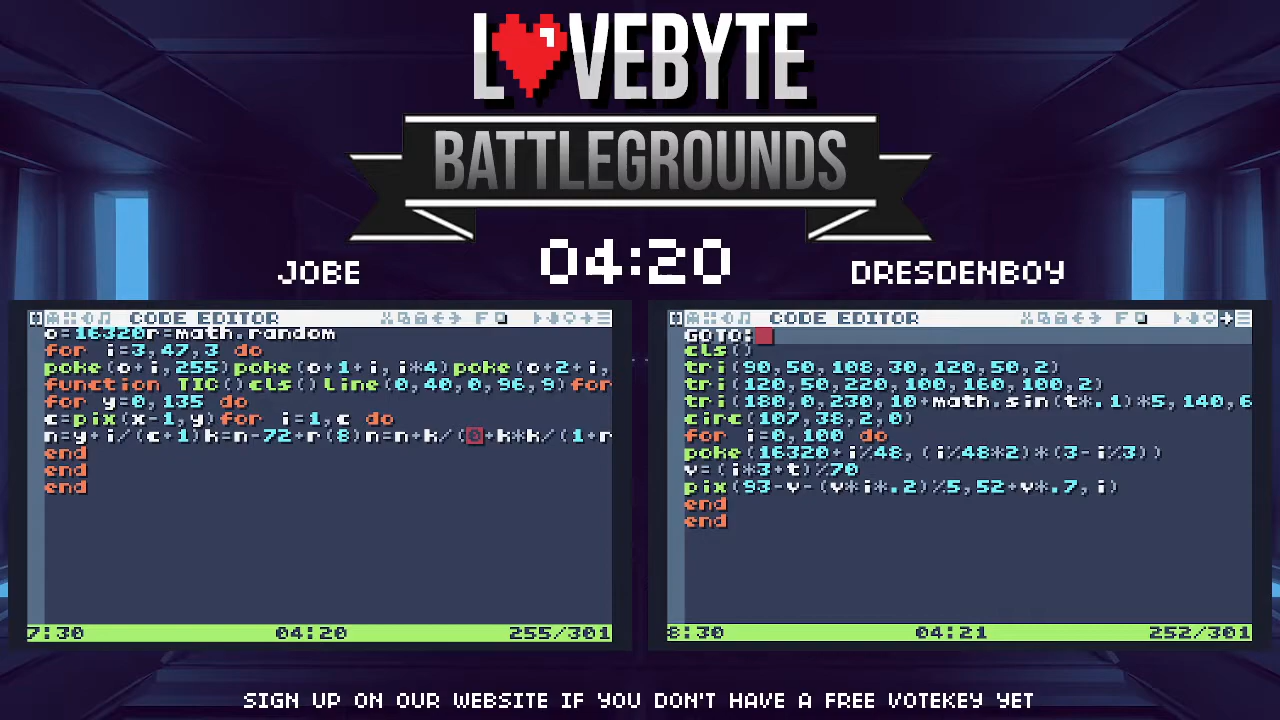 LOVEBYTE
BATTLEGROUNDS
04:20
JOBE
DRESDENBOY
CODE EDITOR
o=16320r=math.random
for i=3,47,3 do
poke(o+i,255)poke(o+1+i,i*4)poke(o+2+i,
function TIC()cls()line(0,40,0,96,9)for
for y=0,135 do
c=pix(x-1,y)for i=1,c do
n=y+i/(c+1)k=n-72+r(8)n=n+k/( +k*k/(1+r
end
end
end
7:30 04:20 255/301
CODE EDITOR
GOTO:
cls()
tri(90,50,108,30,120,50,2)
tri(120,50,220,100,160,100,2)
tri(180,0,230,10+math.sin(t*.1)*5,140,6
circ(107,38,2,0)
for i=0,100 do
poke(16320+i%48,(i%48*2)*(3-i%3))
v=(i*3+t)%70
pix(93-v-(v*i*.2)%5,52+v*.7,i)
end
end
8:30 04:21 252/301
SIGN UP ON OUR WEBSITE IF YOU DON'T HAVE A FREE VOTEKEY YET